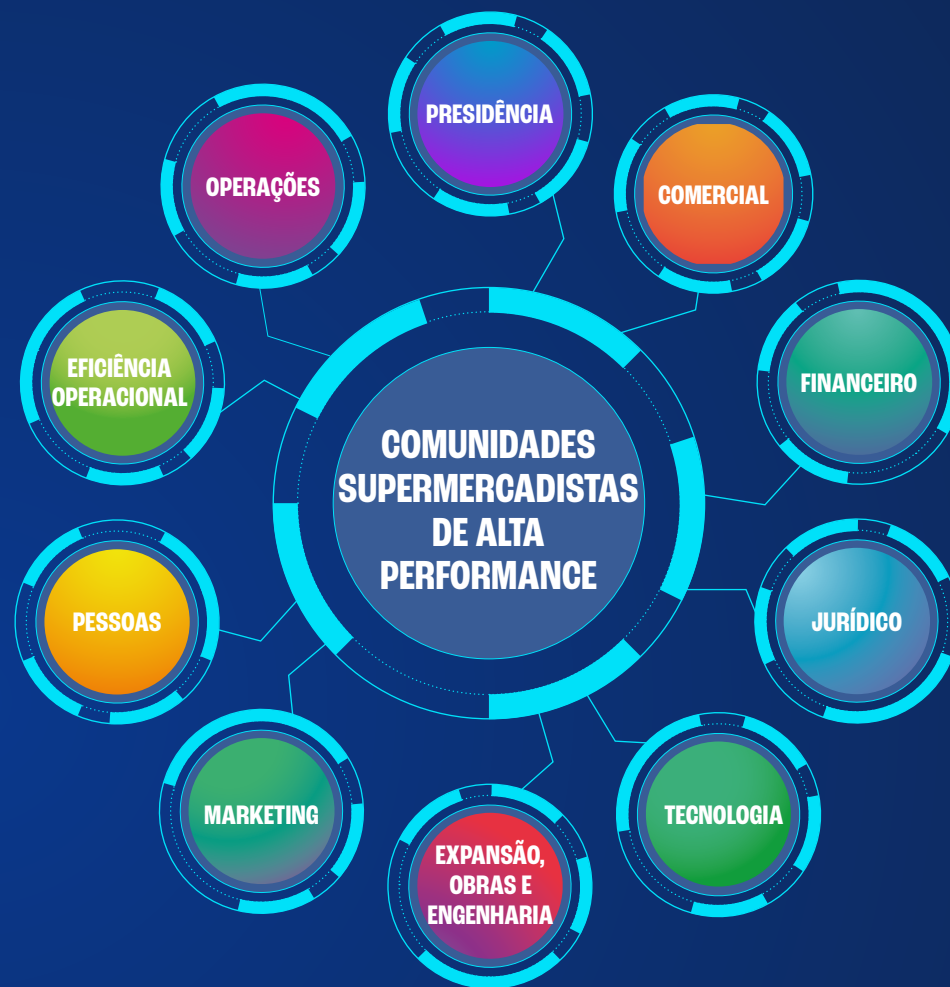 PRESIDÊNCIA
OPERAÇÕES
COMERCIAL
EFICIÊNCIA
OPERACIONAL
FINANCEIRO
COMUNIDADES
SUPERMERCADISTAS
DE ALTA
PERFORMANCE
PESSOAS
JURÍDICO
MARKETING
TECNOLOGIA
EXPANSÃO,
OBRAS E
ENGENHARIA